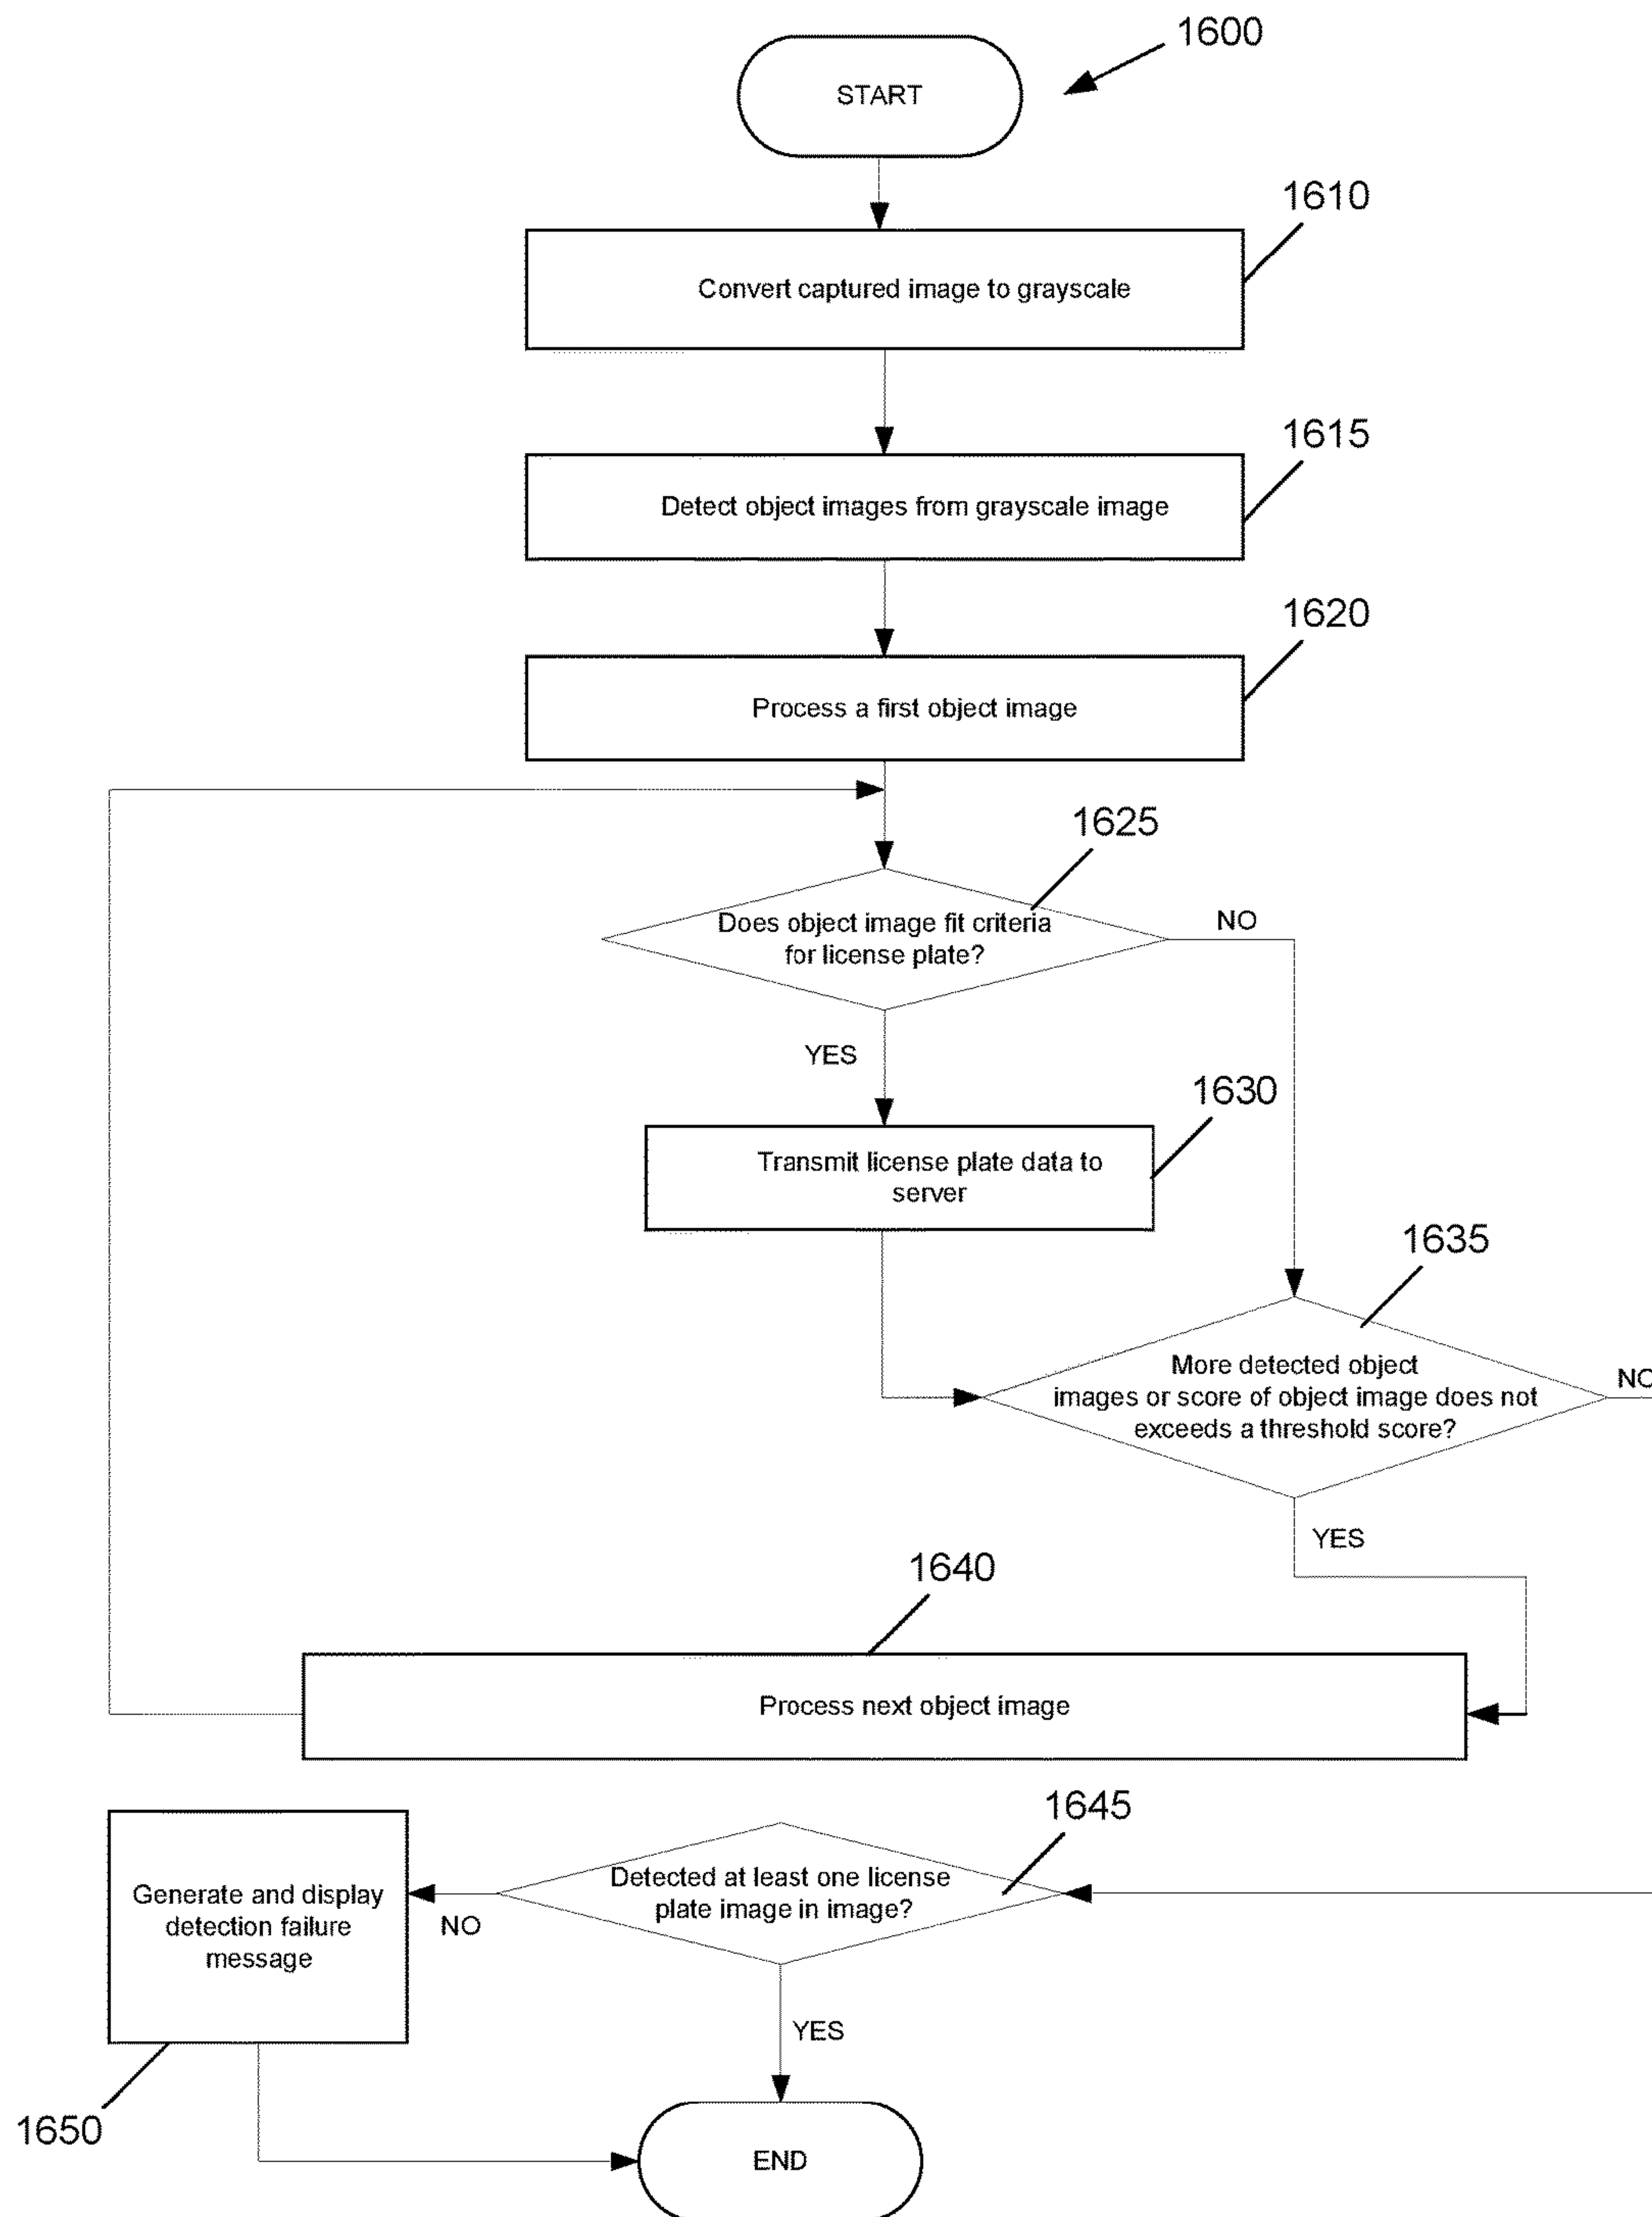 1600
START
1610
Convert captured image to grayscale
1615
Detect object images from grayscale image
1620
Process a first object image
1625
Does object image fit criteria
for license plate?
NO
YES
1630
Transmit license plate data to
server
1635
More detected object
images or score of object image does not
exceeds a threshold score?
NO
YES
1640
Process next object image
1645
Detected at least one license
plate image in image?
NO
Generate and display
detection failure
message
YES
1650
END